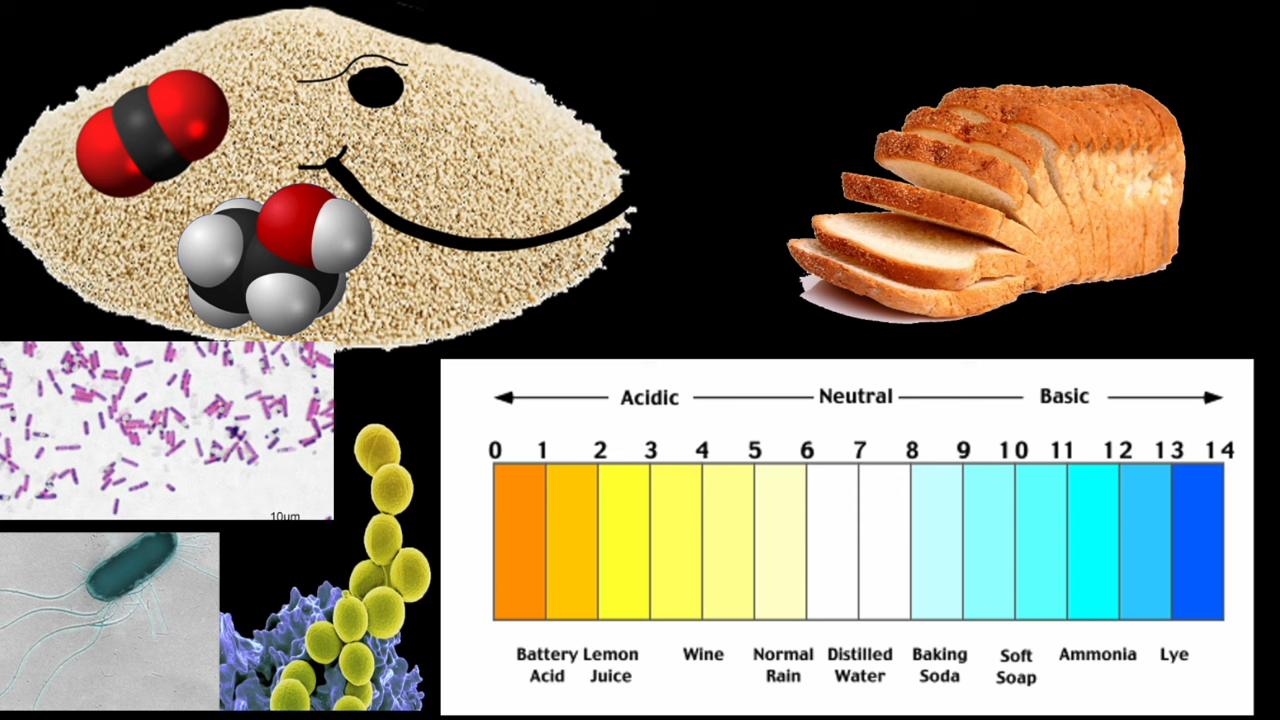 10um
Acidic Neutral Basic
0 1 2 3 4 5 6 7 8 9 10 11 12 13 14
Battery Lemon Wine Normal Distilled Baking Soft Ammonia Lye
Acid Juice Rain Water Soda Soap